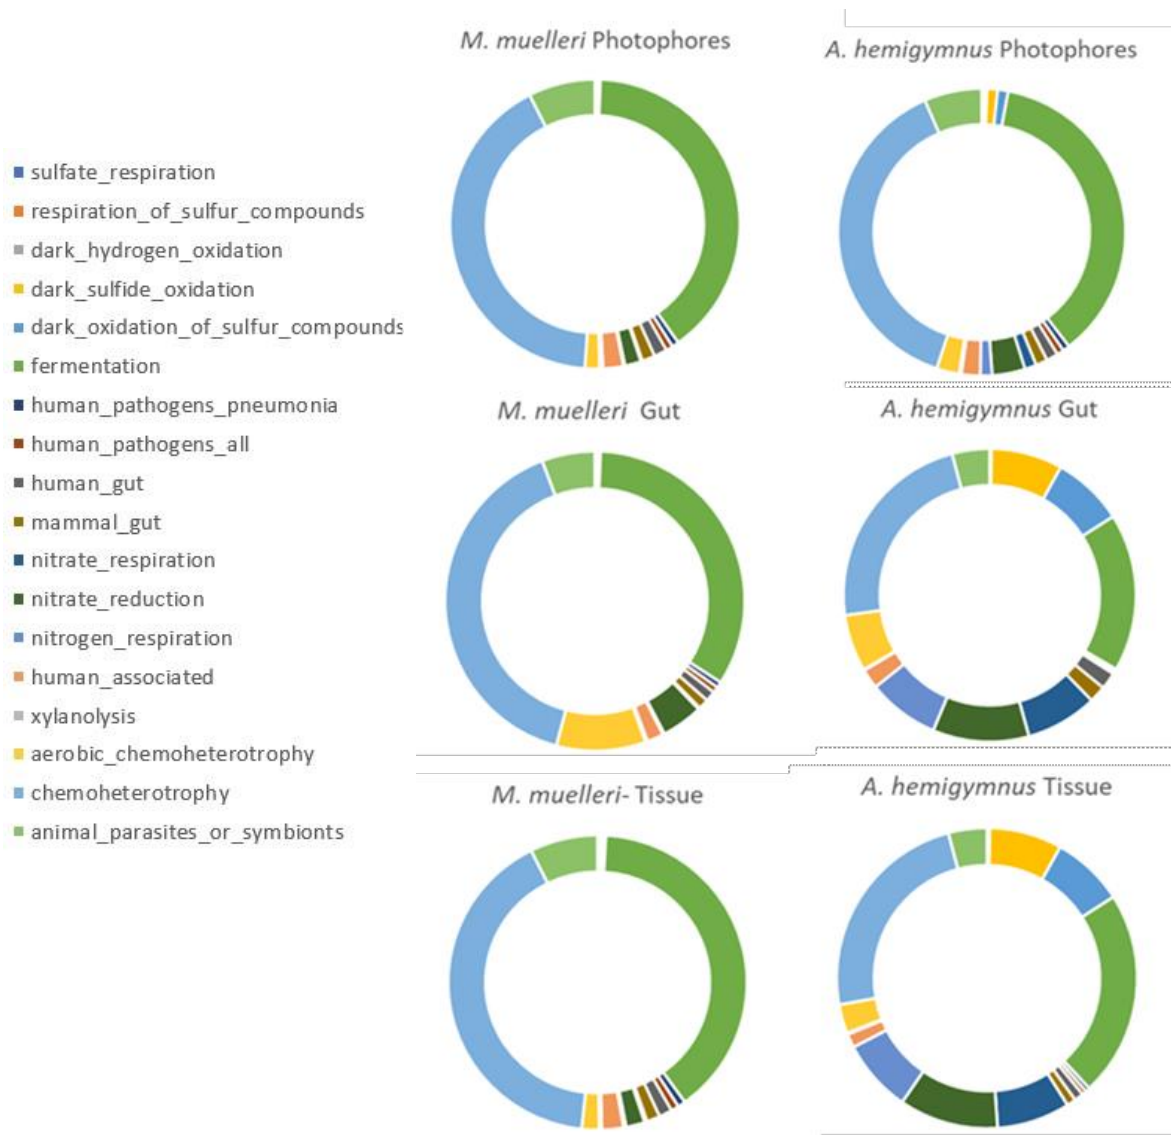 M. muelleri Photophores
A. hemigymnus Photophores
sulfate_respiration
respiration_of_sulfur_compounds
dark_hydrogen_oxidation
dark_sulfide_oxidation
dark_oxidation_of_sulfur_compounds
fermentation
human_pathogens_pneumonia
human_pathogens_all
human_gut
mammal_gut
nitrate_respiration
nitrate_reduction
nitrogen_respiration
human_associated
xylanolysis
aerobic_chemoheterotrophy
chemoheterotrophy
animal_parasites_or_symbionts
M. muelleri Gut
A. hemigymnus Gut
M. muelleri- Tissue
A. hemigymnus Tissue